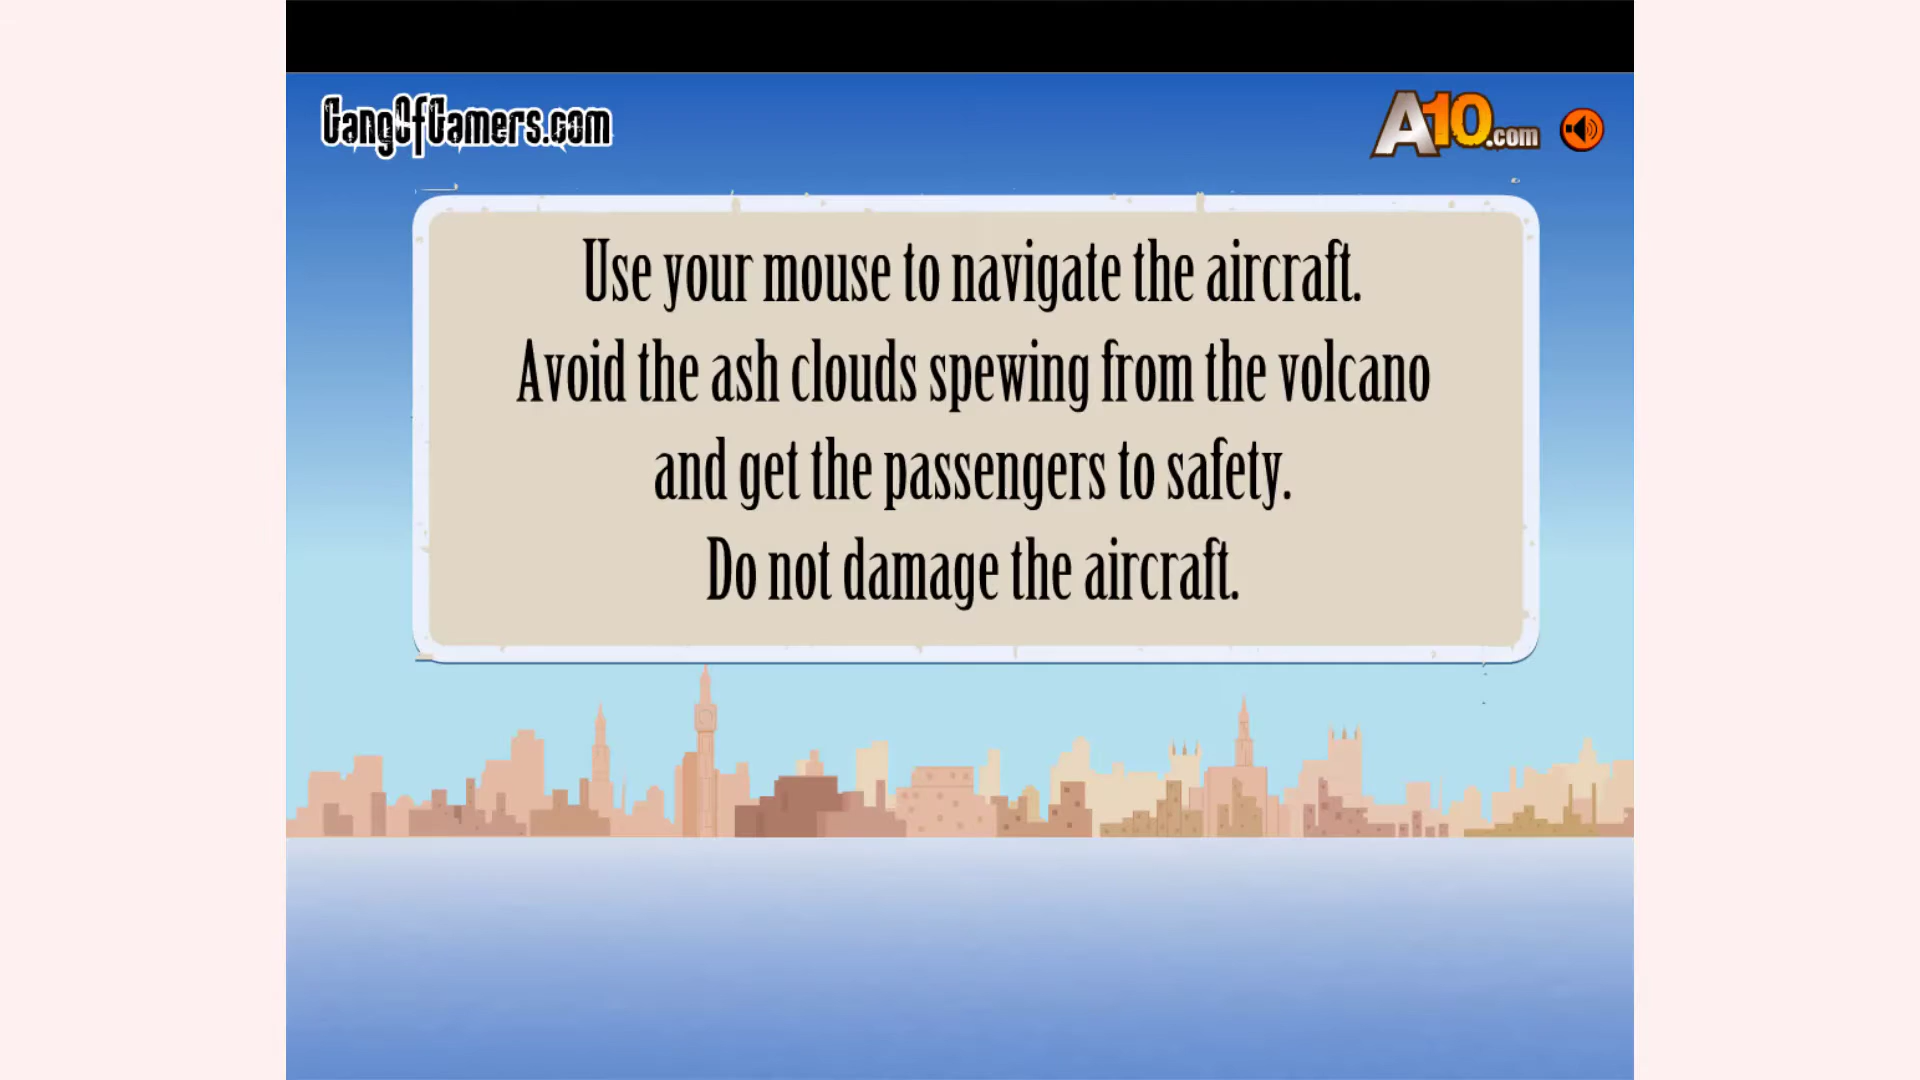 GangOfGamers.com
A10.com
Use your mouse to navigate the aircraft.
Avoid the ash clouds spewing from the volcano
and get the passengers to safety.
Do not damage the aircraft.